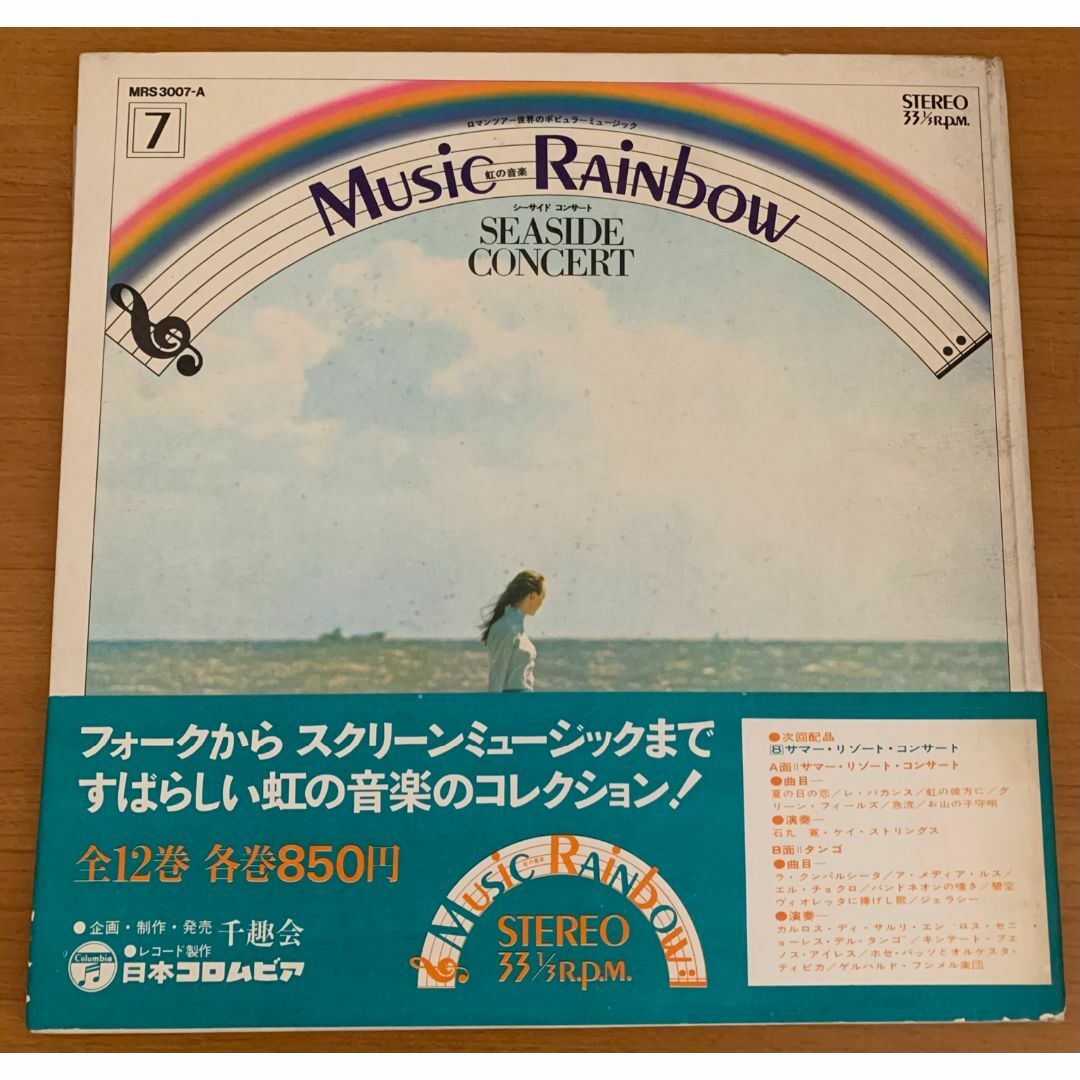 MRS3007-A
7
STEREO
33 1/3 R.p.M.
ロマンツアー世界のポピュラーミュージック
Music Rainbow
虹の音楽
シーサイド コンサート
SEASIDE
CONCERT
フォークから スクリーンミュージックまで
すばらしい虹の音楽のコレクション!
全12巻 各巻850円
●企画・制作・発売 千趣会
●レコード製作
Columbia
日本コロムビア
Music Rainbow
虹の音楽
STEREO
33 1/3 R.p.M.
●次回配品
8サマー・リゾート・コンサート
A面=サマー・リゾート・コンサート
●曲目―
夏の日の恋/レ・バカンス/虹の彼方に/グ
リーン・フィールズ/急流/お山の子守唄
●演奏―
石丸 寛・ケイ・ストリングス
B面=タンゴ
●曲目―
ラ・クンパルシータ/ア・メディア・ルス/
エル・チョクロ/バンドネオンの嘆き/碧空
ヴィオレッタに捧げし歌/ジェラシー
●演奏―
カルロス・ディ・サルリ・エン"ロス・セニ
ョーレス・デル・タンゴ"/キンテート・ブエ
ノス・アイレス/ホセ・バッソとオルケスタ・
ティピカ/ゲルハルド・フンメル楽団